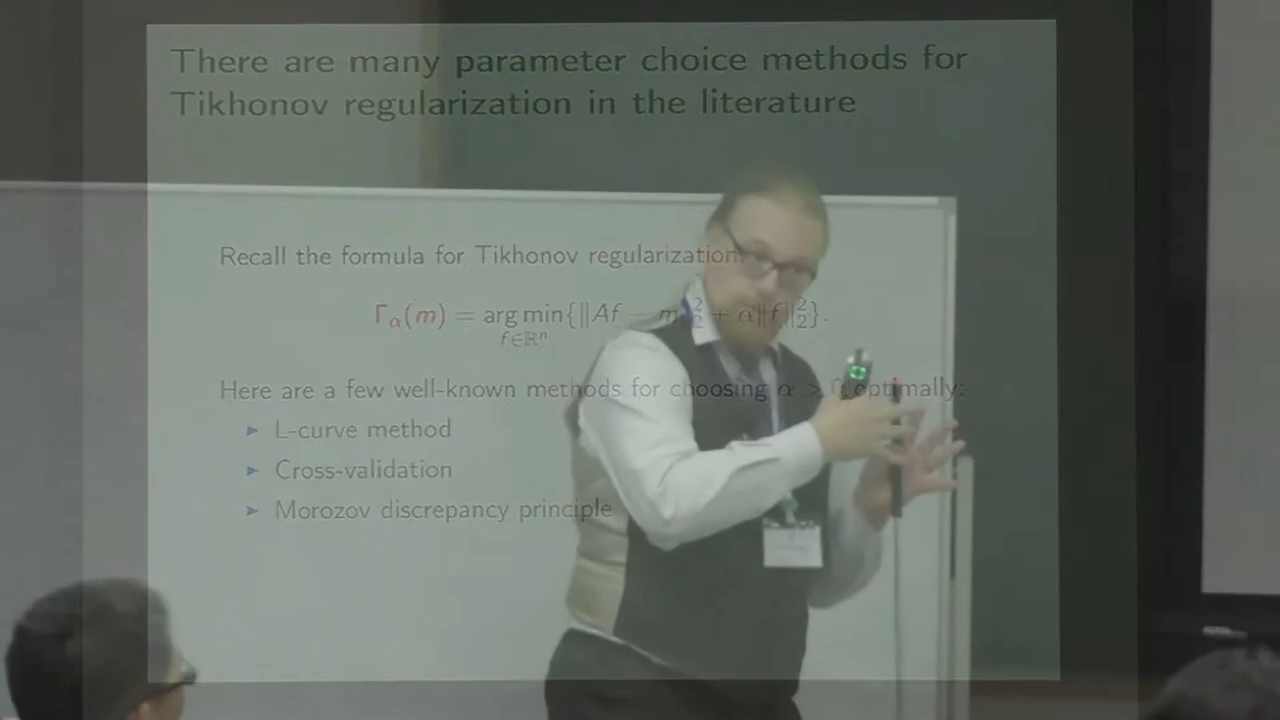 There are many parameter choice methods for
Tikhonov regularization in the literature
Recall the formula for Tikhonov regularization:
Γα(m) = arg min{‖Af − m‖₂² + α‖f‖₂²}.
f∈ℝⁿ
Here are a few well-known methods for choosing α > 0 optimally:
► L-curve method
► Cross-validation
► Morozov discrepancy principle